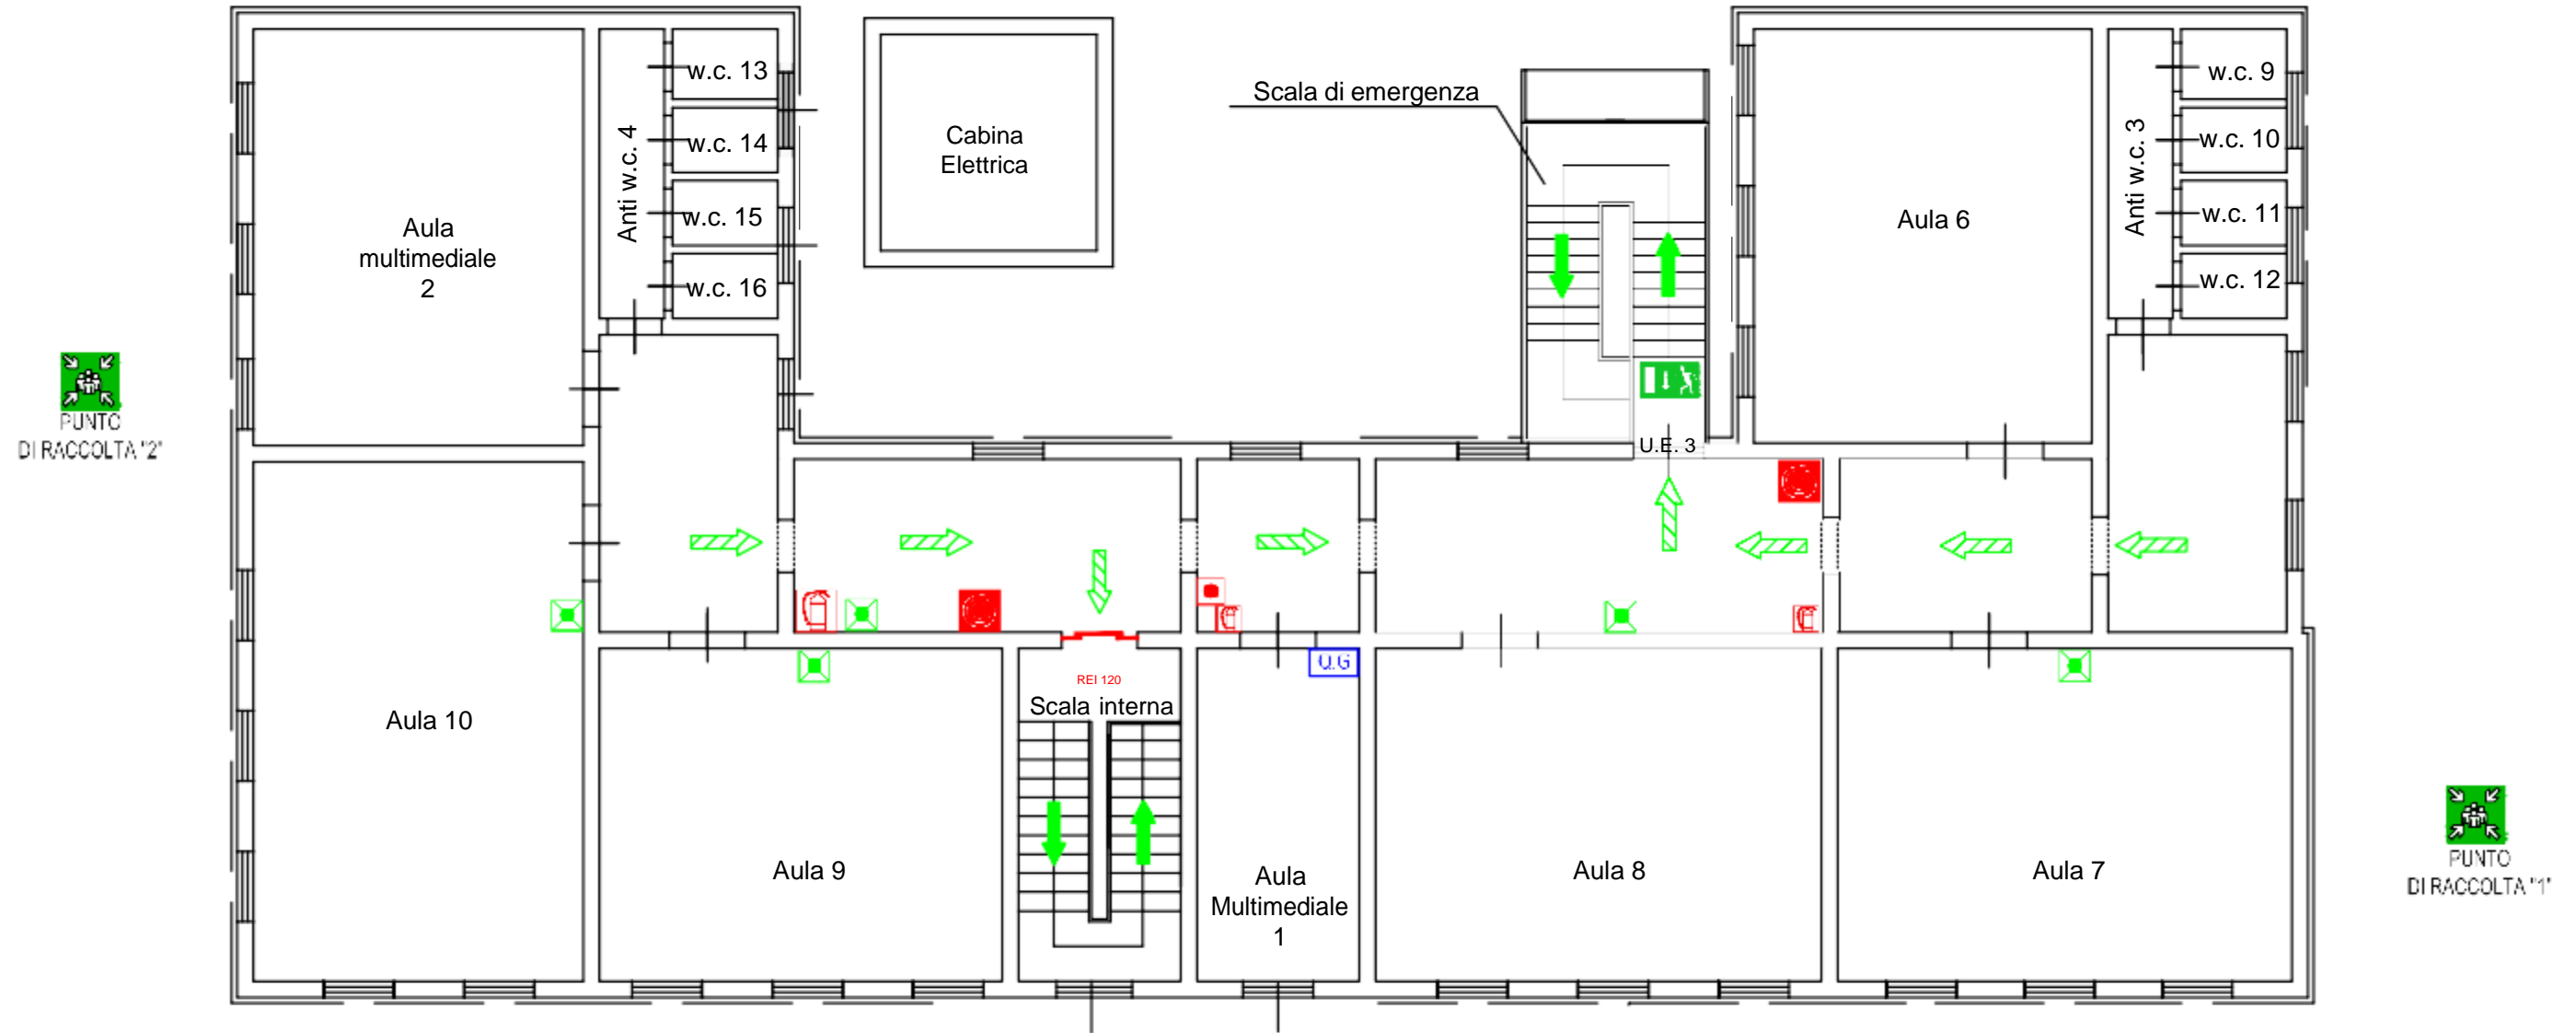 w.c. 13
w.c. 14
w.c. 15
w.c. 16
Anti w.c. 4
Cabina
Elettrica
Scala di emergenza
Aula 6
Anti w.c. 3
w.c. 9
w.c. 10
w.c. 11
w.c. 12
Aula
multimediale
2
PUNTO
DI RACCOLTA "2"
U.E. 3
Q.G
REI 120
Scala interna
Aula 10
Aula 9
Aula
Multimediale
1
Aula 8
Aula 7
PUNTO
DI RACCOLTA "1"